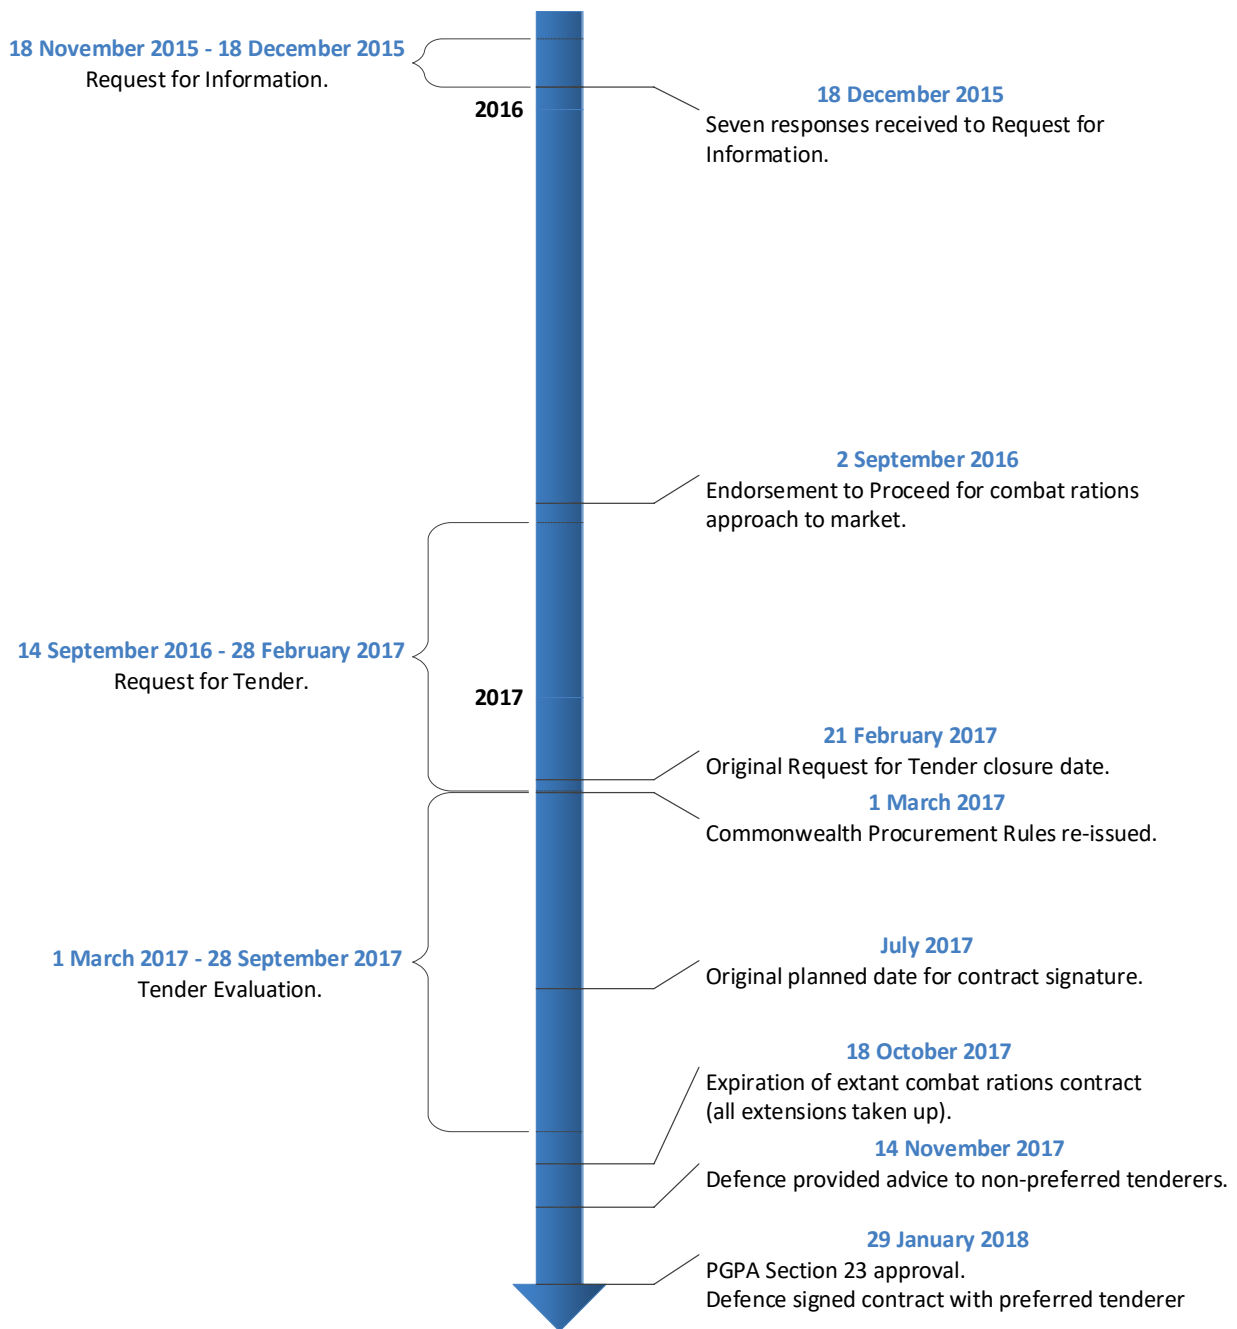 18 November 2015 - 18 December 2015
Request for Information.
18 December 2015
Seven responses received to Request for
Information.
2016
2 September 2016
Endorsement to Proceed for combat rations
approach to market.
14 September 2016 - 28 February 2017
Request for Tender.
2017
21 February 2017
Original Request for Tender closure date.
1 March 2017
Commonwealth Procurement Rules re-issued.
1 March 2017 - 28 September 2017
Tender Evaluation.
July 2017
Original planned date for contract signature.
18 October 2017
Expiration of extant combat rations contract
(all extensions taken up).
14 November 2017
Defence provided advice to non-preferred tenderers.
29 January 2018
PGPA Section 23 approval.
Defence signed contract with preferred tenderer